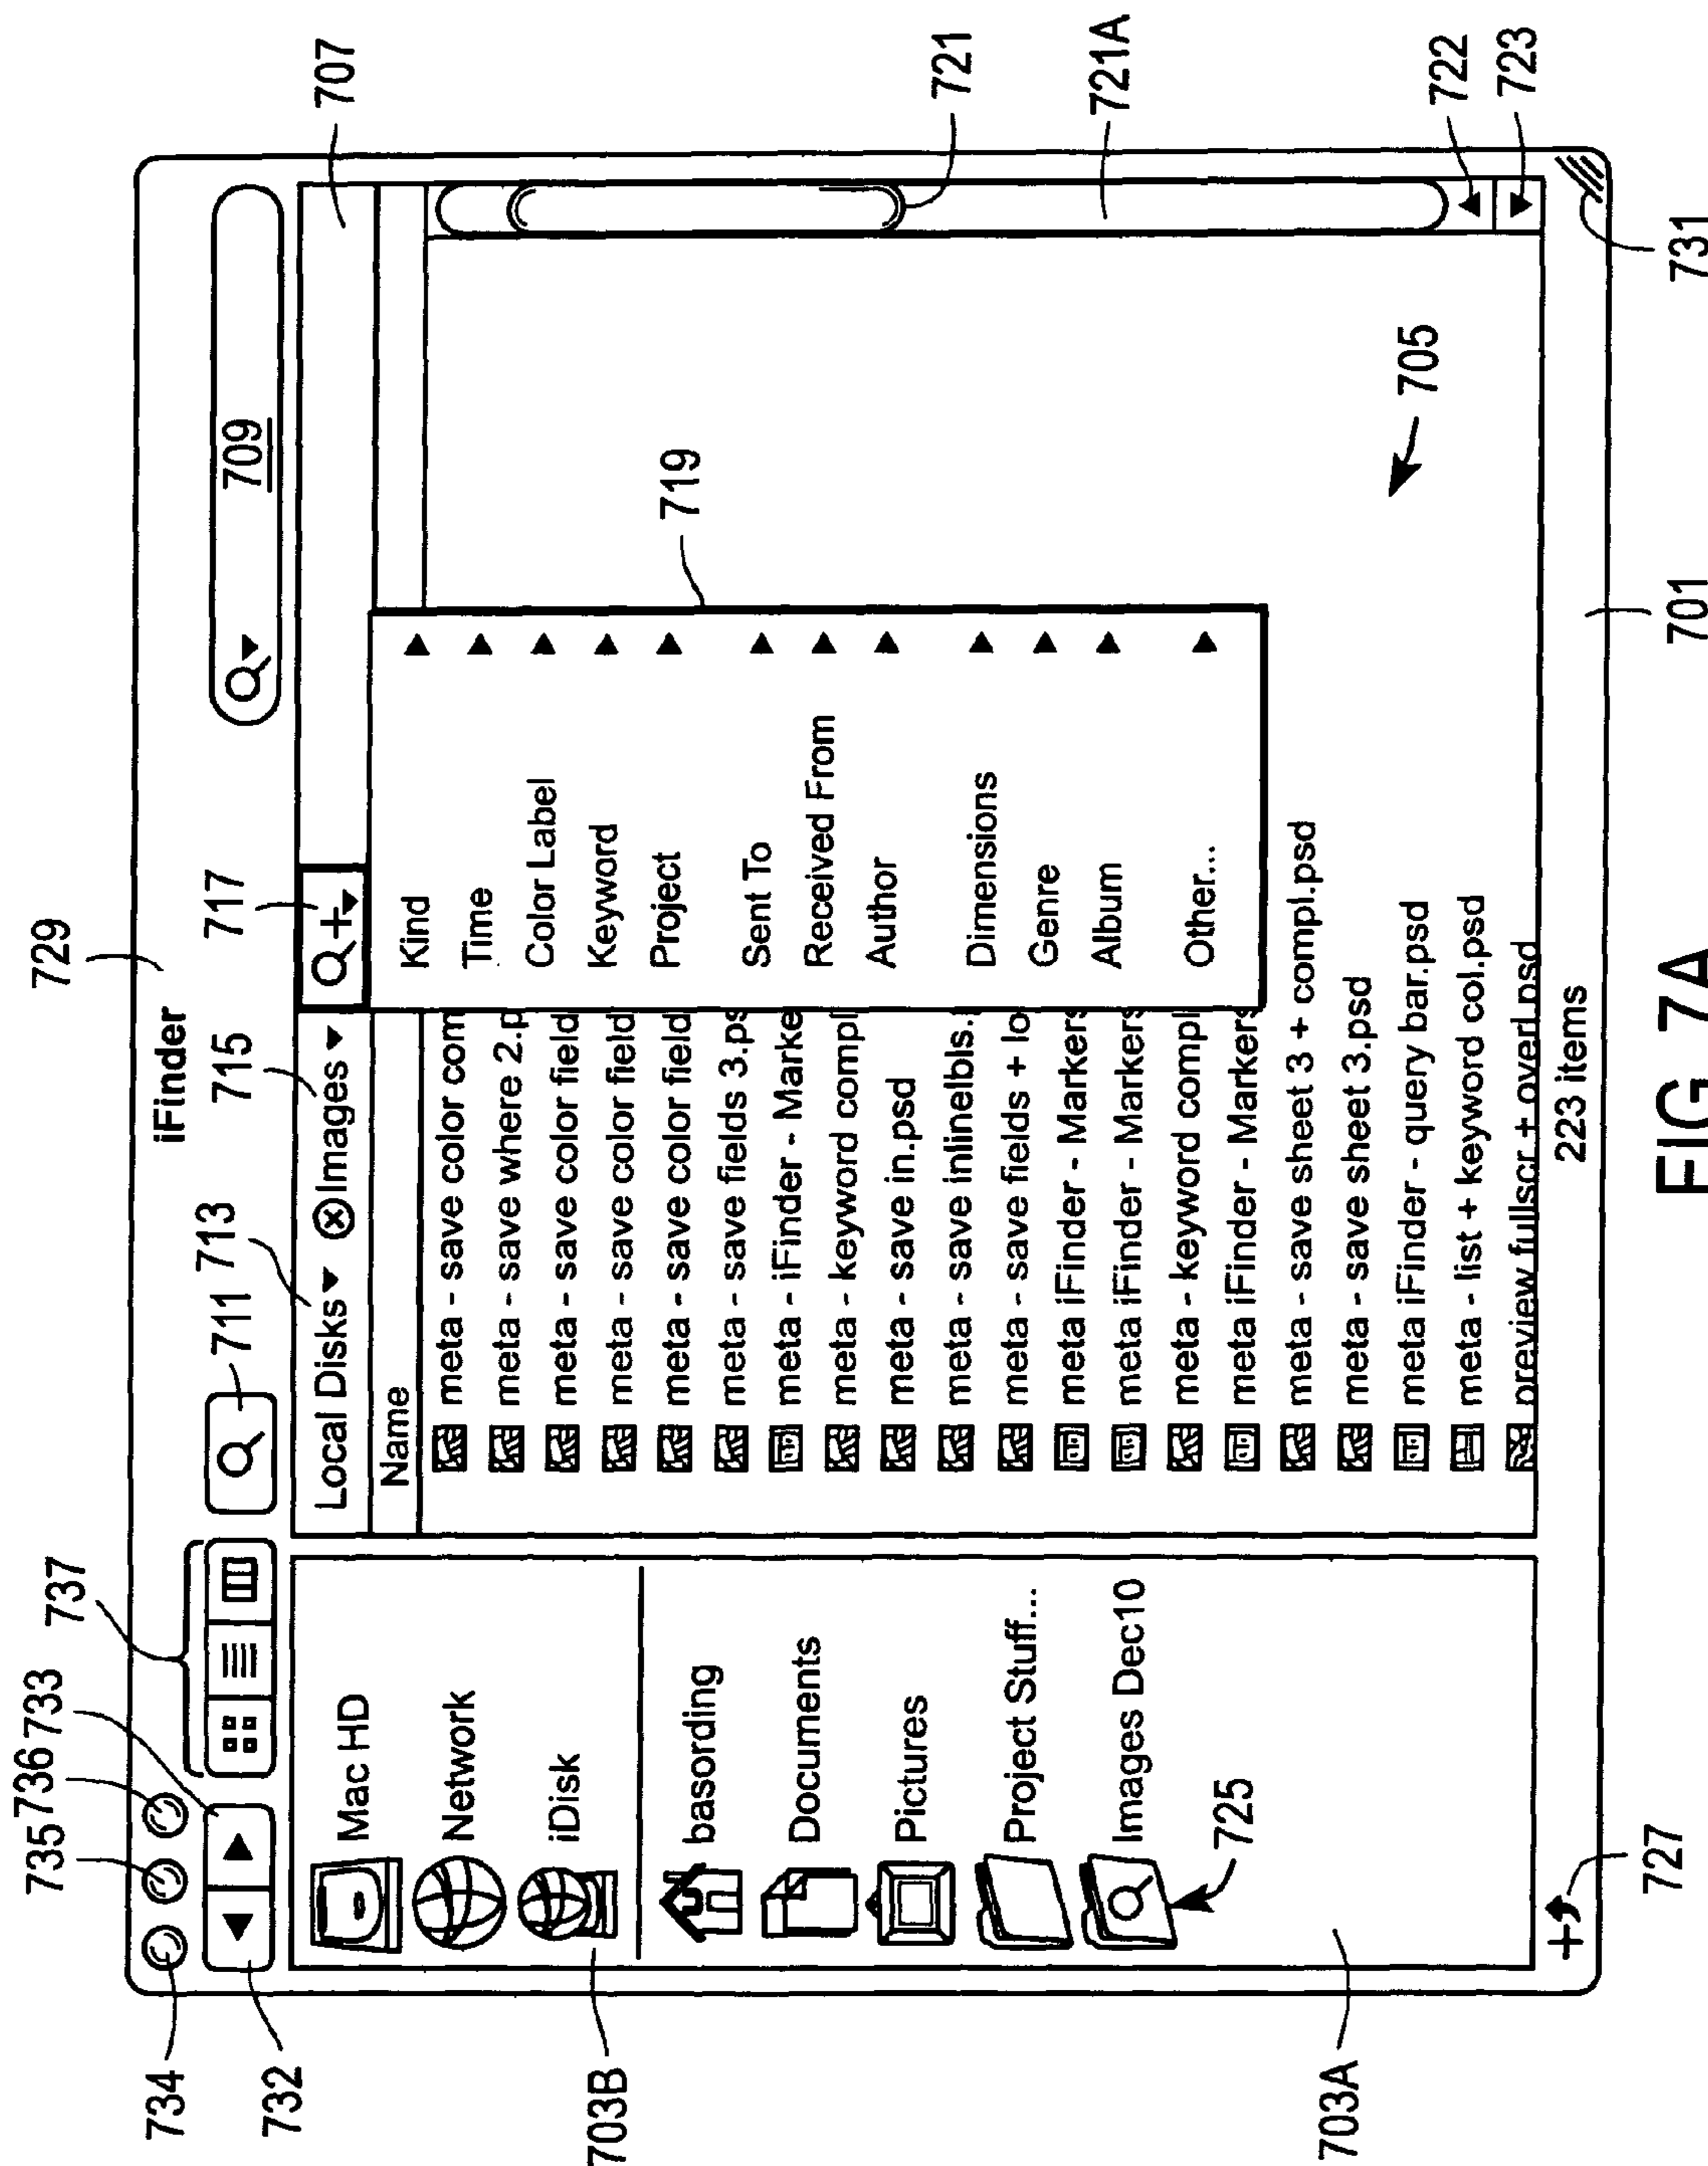 729
iFinder
735 736 733
737
711 713
715
717
734
732
709
707
Local Disks Images
Name
Mac HD
Network
iDisk
basording
Documents
Pictures
Project Stuff...
Images Dec10
725
703B
703A
727
meta - save color com
meta - save where 2.p
meta - save color field
meta - save color field
meta - save color field
meta - save fields 3.ps
meta - iFinder - Marke
meta - keyword compl
meta - save in.psd
meta - save inlinelbls.
meta - save fields + lo
meta iFinder - Markers
meta iFinder - Markers
meta - keyword compl
meta iFinder - Markers
meta - save sheet 3 + compl.psd
meta - save sheet 3.psd
meta iFinder - query bar.psd
meta - list + keyword col.psd
preview fullscr + overl.psd
Kind
Time
Color Label
Keyword
Project
Sent To
Received From
Author
Dimensions
Genre
Album
Other...
719
705
721
721A
722
723
223 items
701
731
FIG. 7A